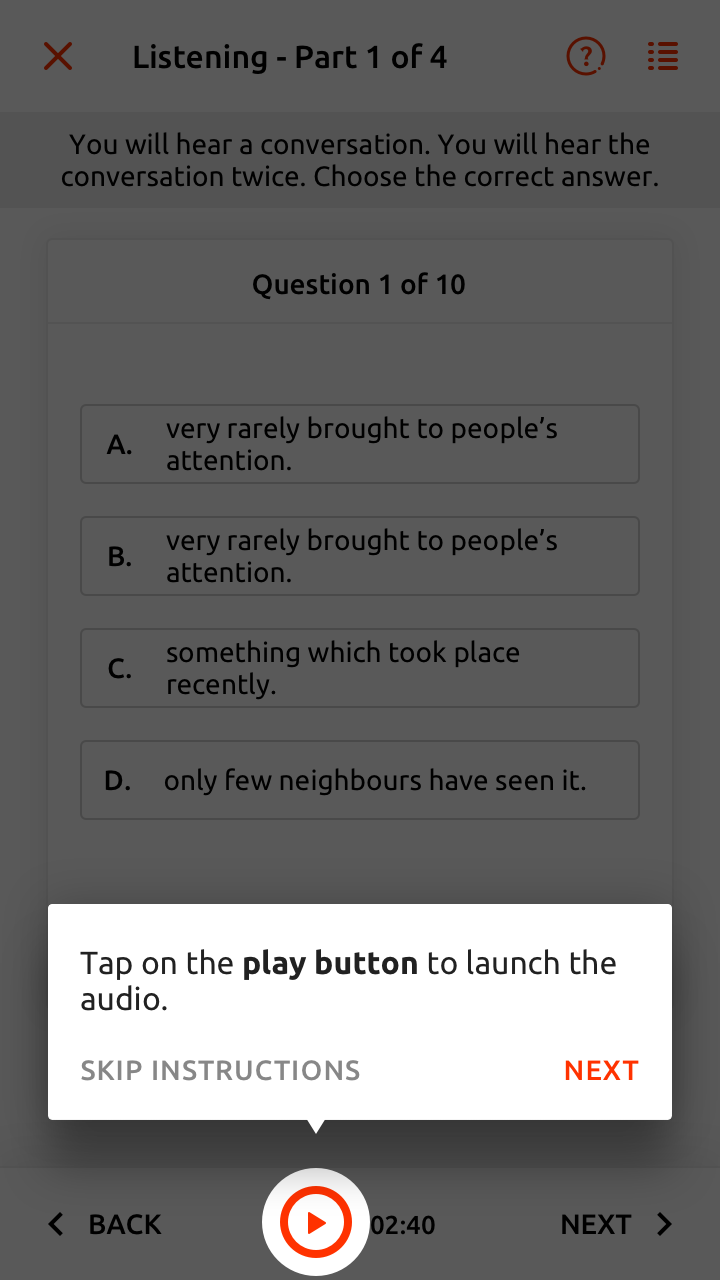 Listening - Part 1 of 4
You will hear a conversation. You will hear the
conversation twice. Choose the correct answer.
Question 1 of 10
A. very rarely brought to people’s
attention.
B. very rarely brought to people’s
attention.
C. something which took place
recently.
D. only few neighbours have seen it.
Tap on the play button to launch the
audio.
SKIP INSTRUCTIONS NEXT
BACK 02:40 NEXT